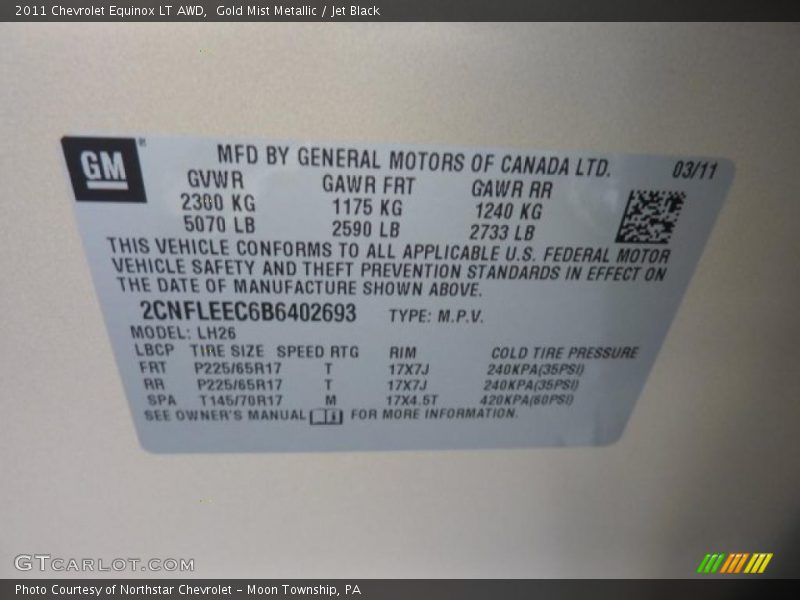 2011 Chevrolet Equinox LT AWD,  Gold Mist Metallic / Jet Black
GM
®
MFD BY GENERAL MOTORS OF CANADA LTD.
03/11
GVWR GAWR FRT GAWR RR
2300 KG 1175 KG 1240 KG
5070 LB 2590 LB 2733 LB
THIS VEHICLE CONFORMS TO ALL APPLICABLE U.S. FEDERAL MOTOR
VEHICLE SAFETY AND THEFT PREVENTION STANDARDS IN EFFECT ON
THE DATE OF MANUFACTURE SHOWN ABOVE.
2CNFLEEC6B6402693 TYPE: M.P.V.
MODEL: LH26
LBCP TIRE SIZE SPEED RTG RIM COLD TIRE PRESSURE
FRT P225/65R17 T 17X7J 240KPA(35PSI)
RR P225/65R17 T 17X7J 240KPA(35PSI)
SPA T145/70R17 M 17X4.5T 420KPA(60PSI)
SEE OWNER'S MANUAL FOR MORE INFORMATION.
GTCARLOT.COM
Photo Courtesy of Northstar Chevrolet - Moon Township, PA